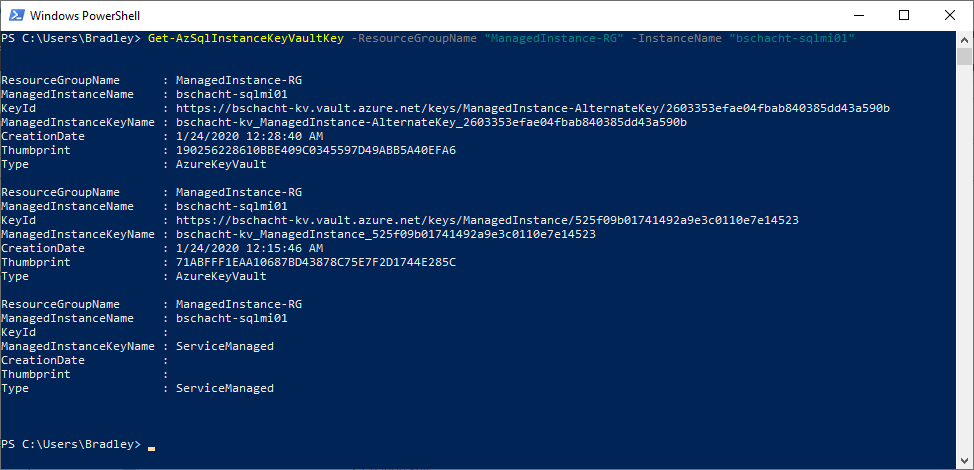 Windows PowerShell
PS C:\Users\Bradley> Get-AzSqlInstanceKeyVaultKey -ResourceGroupName "ManagedInstance-RG" -InstanceName "bschacht-sqlmi01"
ResourceGroupName : ManagedInstance-RG
ManagedInstanceName : bschacht-sqlmi01
KeyId : https://bschacht-kv.vault.azure.net/keys/ManagedInstance-AlternateKey/2603353efae04fbab840385dd43a590b
ManagedInstanceKeyName : bschacht-kv_ManagedInstance-AlternateKey_2603353efae04fbab840385dd43a590b
CreationDate : 1/24/2020 12:28:40 AM
Thumbprint : 190256228610BBE409C0345597D49ABB5A40EFA6
Type : AzureKeyVault
ResourceGroupName : ManagedInstance-RG
ManagedInstanceName : bschacht-sqlmi01
KeyId : https://bschacht-kv.vault.azure.net/keys/ManagedInstance/525f09b01741492a9e3c0110e7e14523
ManagedInstanceKeyName : bschacht-kv_ManagedInstance_525f09b01741492a9e3c0110e7e14523
CreationDate : 1/24/2020 12:15:46 AM
Thumbprint : 71ABFFF1EAA10687BD43878C75E7F2D1744E285C
Type : AzureKeyVault
ResourceGroupName : ManagedInstance-RG
ManagedInstanceName : bschacht-sqlmi01
KeyId :
ManagedInstanceKeyName : ServiceManaged
CreationDate :
Thumbprint :
Type : ServiceManaged
PS C:\Users\Bradley>